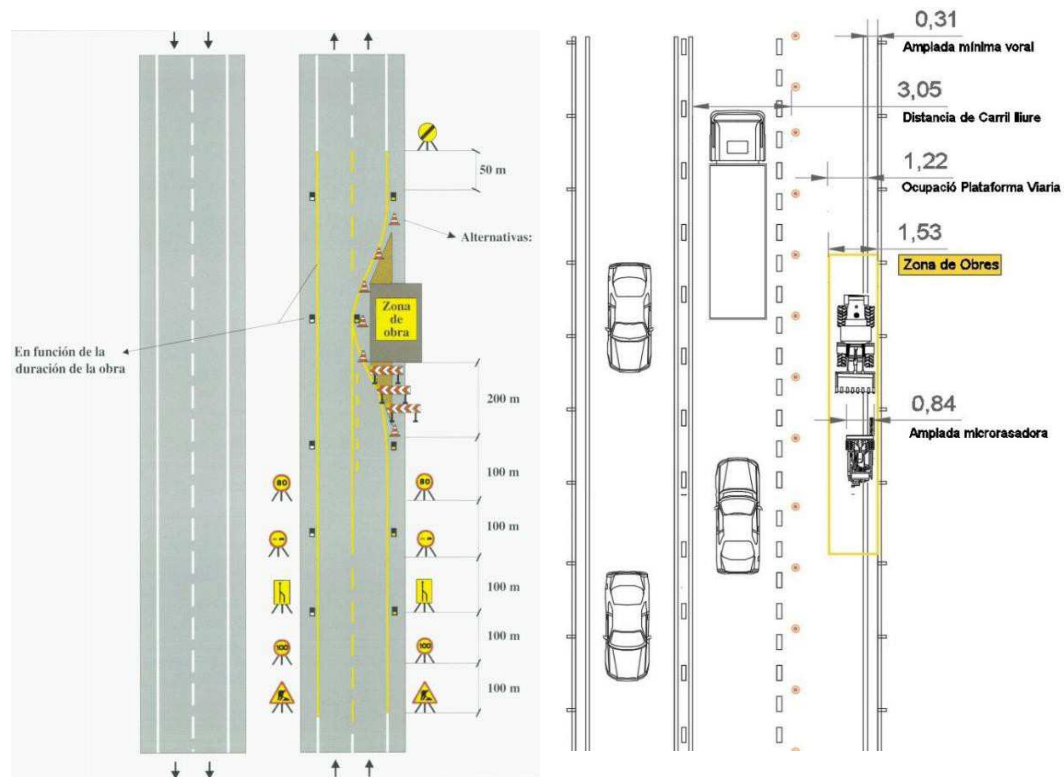 50 m
Alternativas:
Zona
de
obra
En función de la
duración de la obra
200 m
100 m
80
80
100 m
100 m
100 m
100
100
100 m
0,31
Amplada mínima voral
3,05
Distancia de Carril lliure
1,22
Ocupació Plataforma Viaria
1,53
Zona de Obres
0,84
Amplada microrasadora